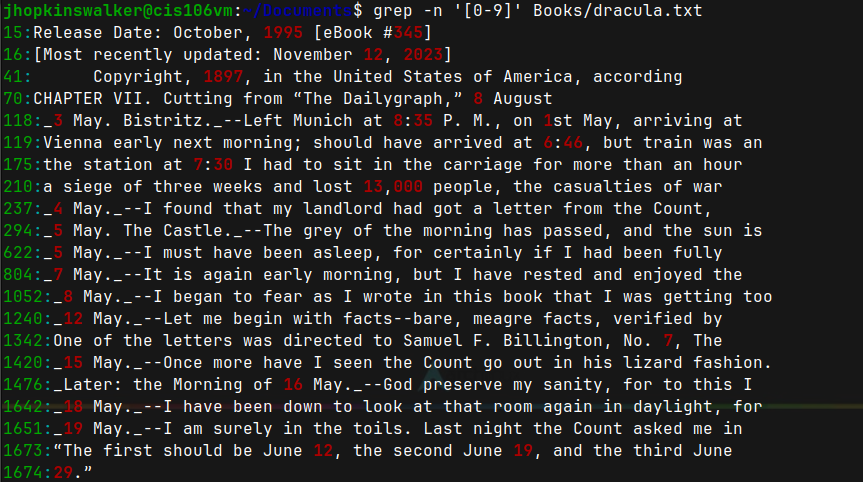 jhopkinswalker@cis106vm:~/Documents$ grep -n '[0-9]' Books/dracula.txt
15:Release Date: October, 1995 [eBook #345]
16:[Most recently updated: November 12, 2023]
41:      Copyright, 1897, in the United States of America, according
70:CHAPTER VII. Cutting from “The Dailygraph,” 8 August
118:_3 May. Bistritz._--Left Munich at 8:35 P. M., on 1st May, arriving at
119:Vienna early next morning; should have arrived at 6:46, but train was an
175:the station at 7:30 I had to sit in the carriage for more than an hour
210:a siege of three weeks and lost 13,000 people, the casualties of war
237:_4 May._--I found that my landlord had got a letter from the Count,
294:_5 May. The Castle._--The grey of the morning has passed, and the sun is
622:_5 May._--I must have been asleep, for certainly if I had been fully
804:_7 May._--It is again early morning, but I have rested and enjoyed the
1052:_8 May._--I began to fear as I wrote in this book that I was getting too
1240:_12 May._--Let me begin with facts--bare, meagre facts, verified by
1342:One of the letters was directed to Samuel F. Billington, No. 7, The
1420:_15 May._--Once more have I seen the Count go out in his lizard fashion.
1476:_Later: the Morning of 16 May._--God preserve my sanity, for to this I
1642:_18 May._--I have been down to look at that room again in daylight, for
1651:_19 May._--I am surely in the toils. Last night the Count asked me in
1673:“The first should be June 12, the second June 19, and the third June
1674:29.”